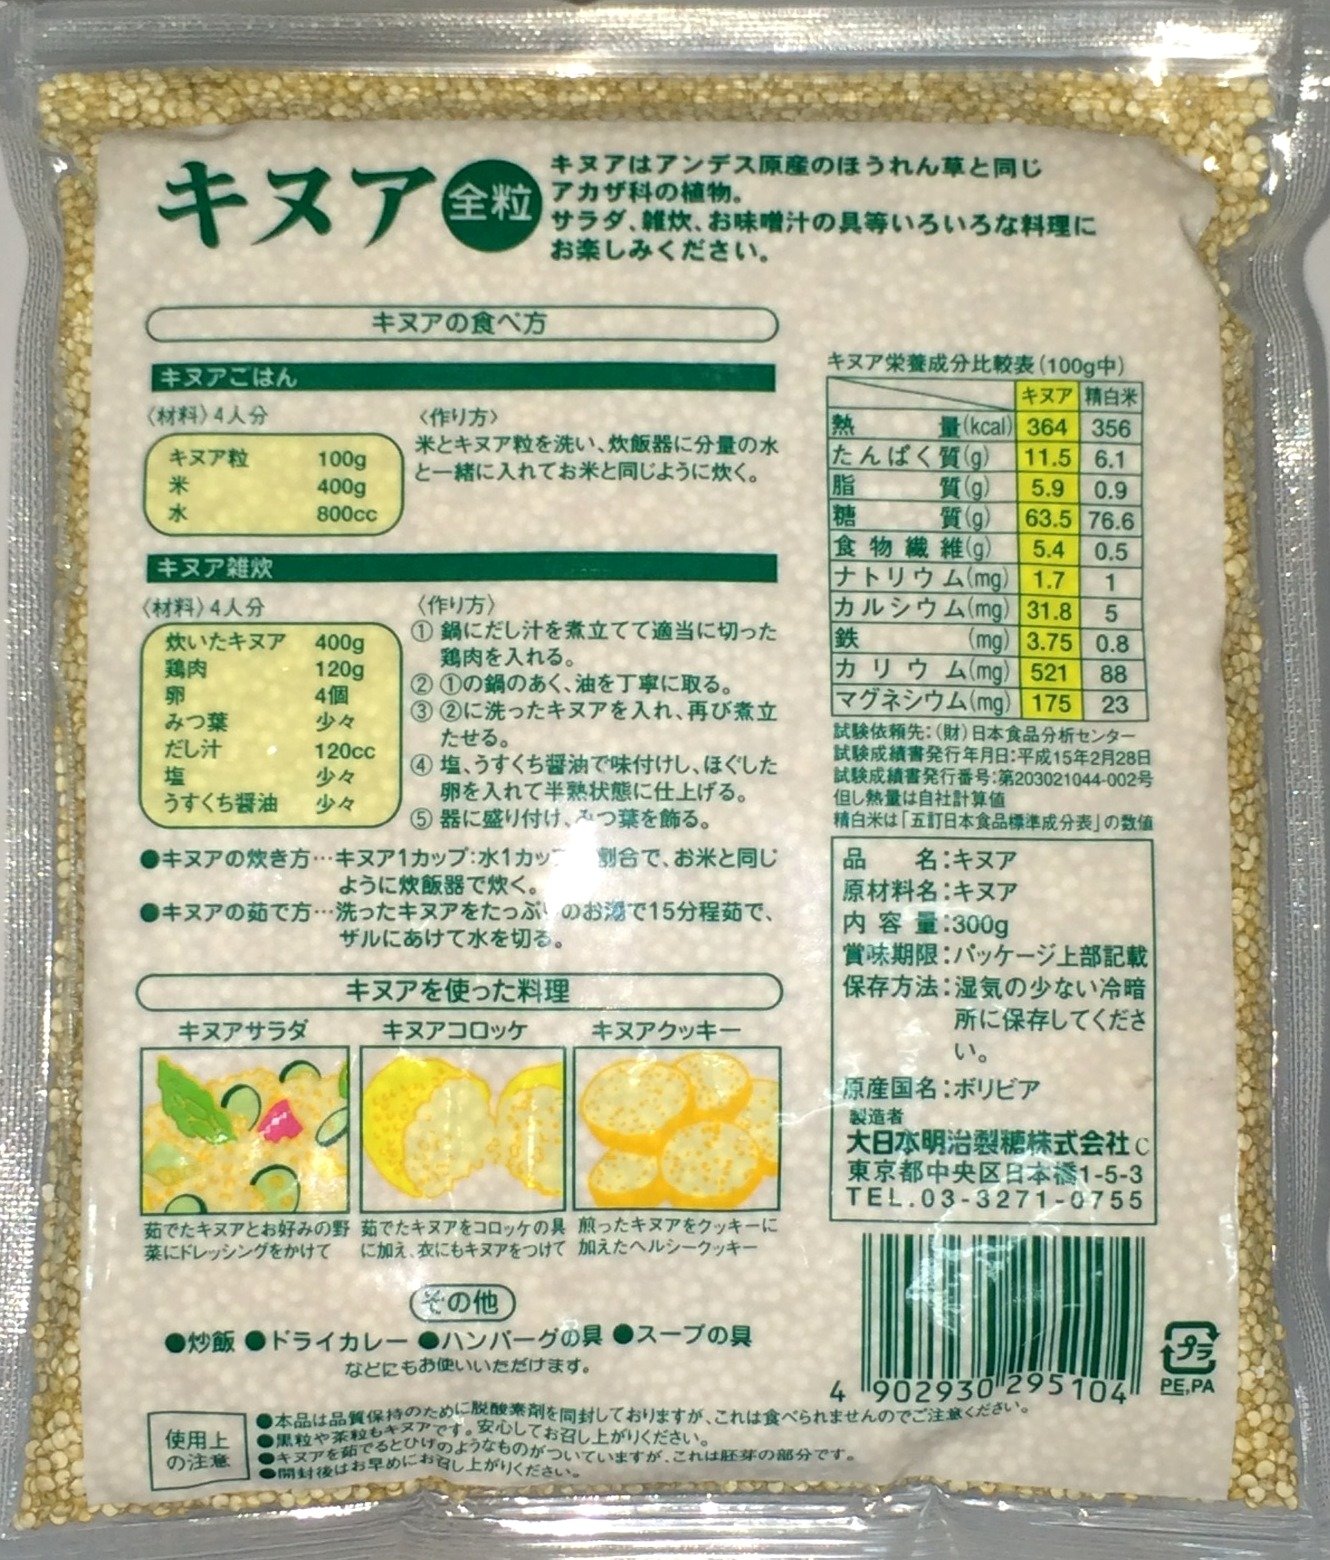 キヌア 全粒
キヌアはアンデス原産のほうれん草と同じ
アカザ科の植物。
サラダ、雑炊、お味噌汁の具等いろいろな料理に
お楽しみください。
キヌアの食べ方
キヌアごはん
〈材料〉4人分
キヌア粒 100g
米 400g
水 800cc
〈作り方〉
米とキヌア粒を洗い、炊飯器に分量の水
と一緒に入れてお米と同じように炊く。
キヌア雑炊
〈材料〉4人分
炊いたキヌア 400g
鶏肉 120g
卵 4個
みつ葉 少々
だし汁 120cc
塩 少々
うすくち醤油 少々
〈作り方〉
① 鍋にだし汁を煮立てて適当に切った
鶏肉を入れる。
② ①の鍋のあく、油を丁寧に取る。
③ ②に洗ったキヌアを入れ、再び煮立
たせる。
④ 塩、うすくち醤油で味付けし、ほぐした
卵を入れて半熟状態に仕上げる。
⑤ 器に盛り付け、みつ葉を飾る。
●キヌアの炊き方…キヌア1カップ:水1カッ 割合で、お米と同じ
ように炊飯器で炊く。
●キヌアの茹で方…洗ったキヌアをたっぷ のお湯で15分程茹で、
ザルにあけて水を切る。
キヌアを使った料理
キヌアサラダ
茹でたキヌアとお好みの野
菜にドレッシングをかけて
キヌアコロッケ
茹でたキヌアをコロッケの具
に加え、衣にもキヌアをつけて
キヌアクッキー
煎ったキヌアをクッキーに
加えたヘルシークッキー
その他
●炒飯 ●ドライカレー ●ハンバーグの具 ●スープの具
などにもお使いいただけます。
キヌア栄養成分比較表(100g中)
キヌア 精白米
熱量(kcal) 364 356
たんぱく質(g) 11.5 6.1
脂質(g) 5.9 0.9
糖質(g) 63.5 76.6
食物繊維(g) 5.4 0.5
ナトリウム(mg) 1.7 1
カルシウム(mg) 31.8 5
鉄(mg) 3.75 0.8
カリウム(mg) 521 88
マグネシウム(mg) 175 23
試験依頼先:(財)日本食品分析センター
試験成績書発行年月日:平成15年2月28日
試験成績書発行番号:第203021044-002号
但し熱量は自社計算値
精白米は「五訂日本食品標準成分表」の数値
品名:キヌア
原材料名:キヌア
内容量:300g
賞味期限:パッケージ上部記載
保存方法:湿気の少ない冷暗
所に保存してくださ
い。
原産国名:ボリビア
製造者
大日本明治製糖株式会社C
東京都中央区日本橋1-5-3
TEL.03-3271-0755
4 902930 295104
プラ
PE,PA
使用上
の注意
●本品は品質保持のために脱酸素剤を同封しておりますが、これは食べられませんのでご注意ください。
●黒粒や茶粒もキヌアです。安心してお召し上がりください。
●キヌアを茹でるとひげのようなものがついていますが、これは胚芽の部分です。
●開封後はお早めにお召し上がりください。